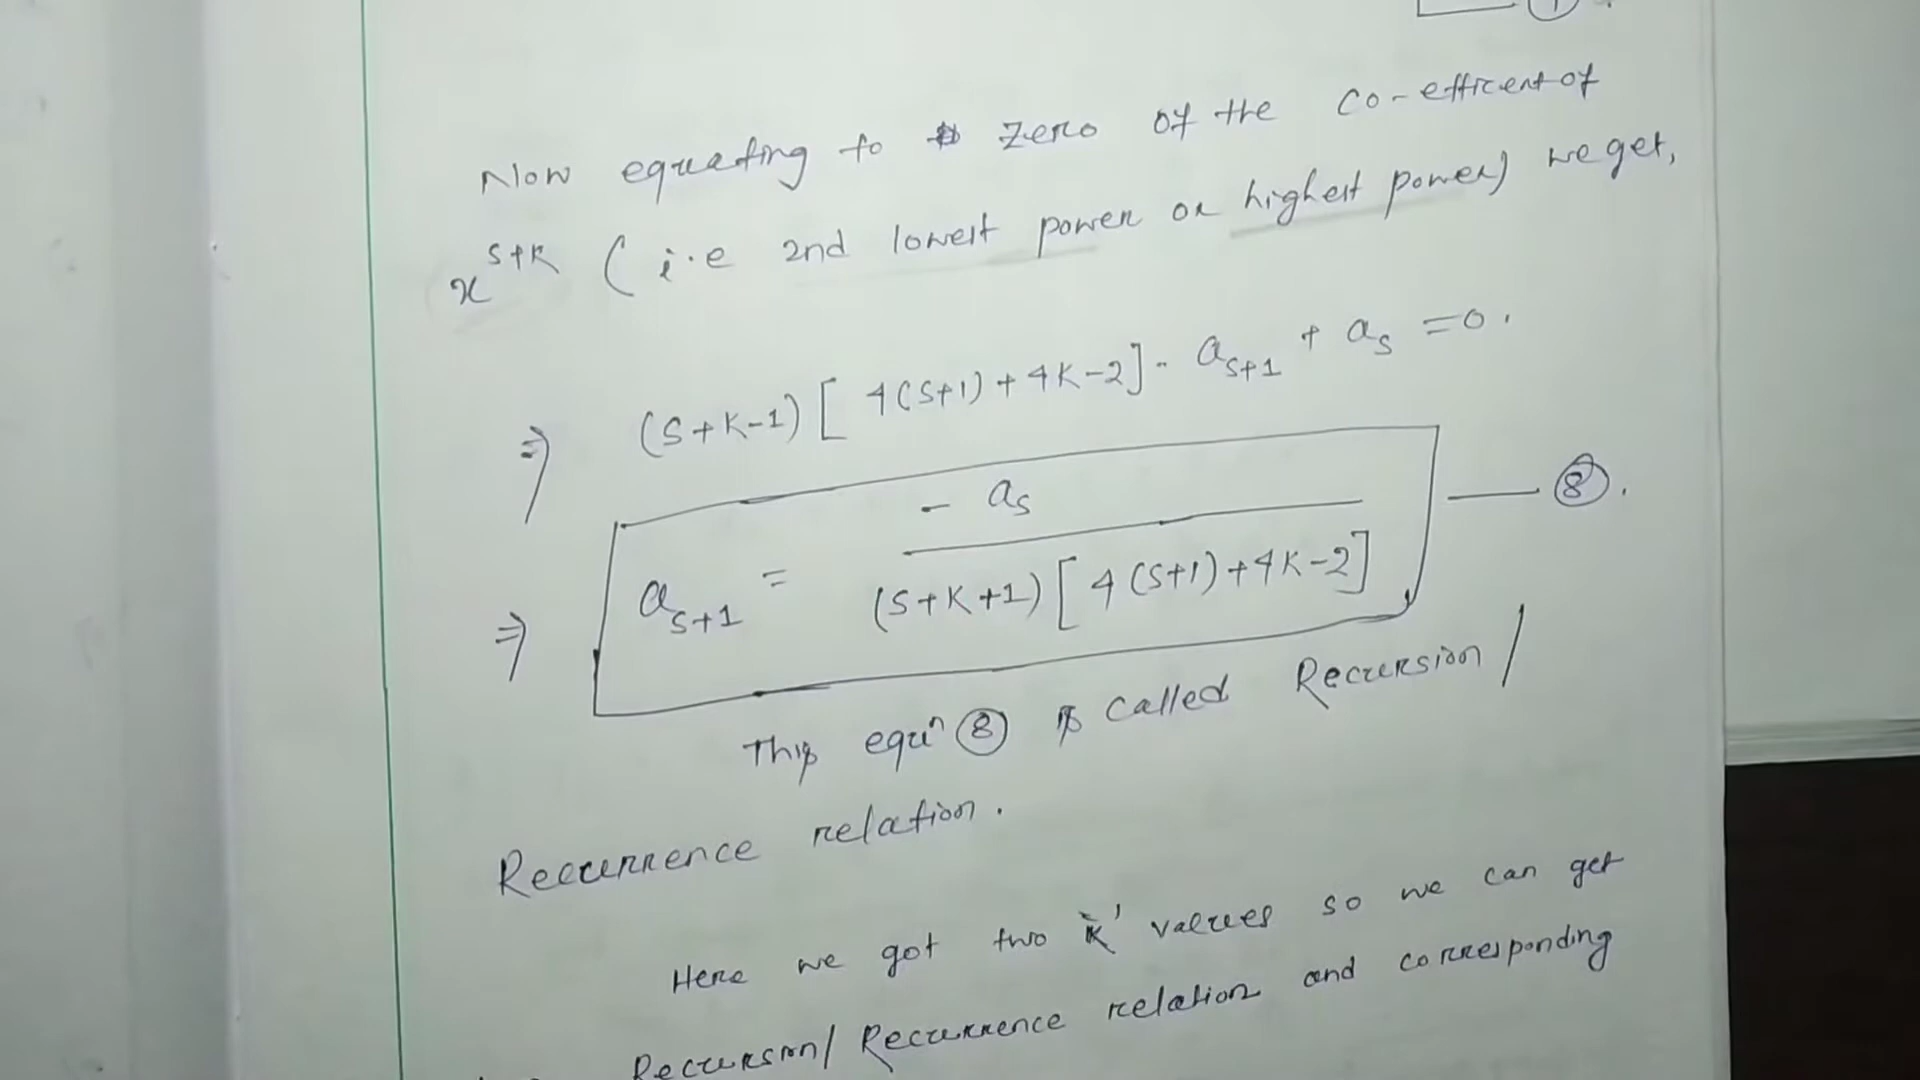 Now equating to zero of the co-efficent of
x^{s+k} ( i.e 2nd lowest power or highest power) we get,
⇒ (s+k-1) [ 4(s+1) + 4k-2] - a_{s+1} + a_s = 0.
⇒ a_{s+1} = - a_s / (s+k+1) [ 4(s+1)+4k-2] — ⑧.
This equⁿ ⑧ is called Recursion /
Recurrence relation.
Here we got two 'k' values so we can get
Recursion/ Recurrence relation and corresponding